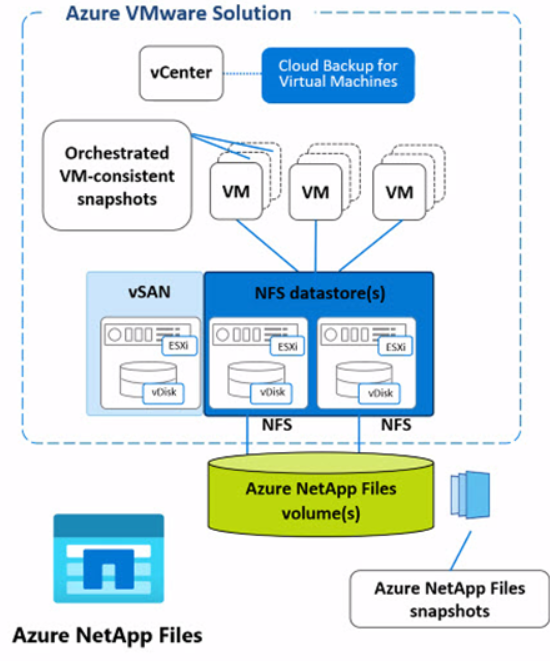 Azure VMware Solution
vCenter
Cloud Backup for
Virtual Machines
Orchestrated
VM-consistent
snapshots
VM
VM
VM
vSAN
NFS datastore(s)
ESXi
ESXi
ESXi
vDisk
vDisk
vDisk
NFS
NFS
Azure NetApp Files
volume(s)
Azure NetApp Files
snapshots
Azure NetApp Files